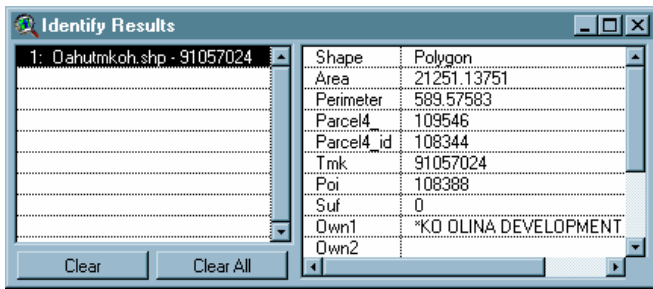 Identify Results
1: Oahutmkoh.shp - 91057024
Shape Polygon
Area 21251.13751
Perimeter 589.57583
Parcel4_ 109546
Parcel4_id 108344
Tmk 91057024
Poi 108388
Suf 0
Own1 *KO OLINA DEVELOPMENT
Own2
Clear Clear All